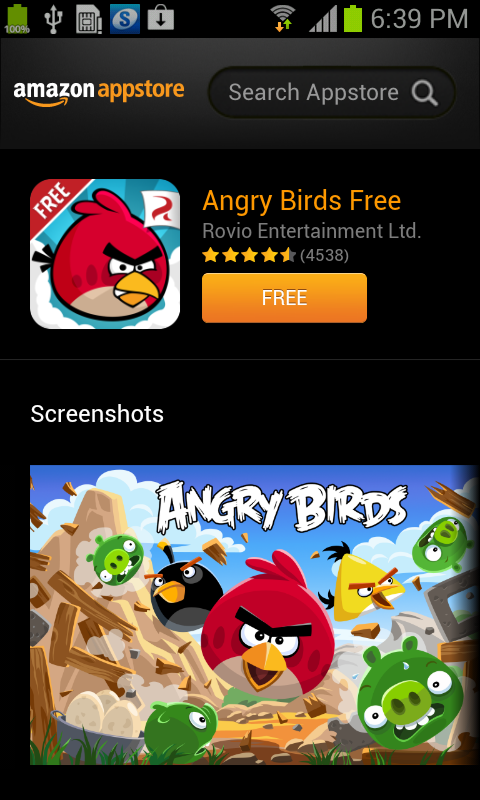 100%
6:39 PM
amazon appstore
Search Appstore
FREE
Angry Birds Free
Rovio Entertainment Ltd.
(4538)
FREE
Screenshots
ANGRY BIRDS